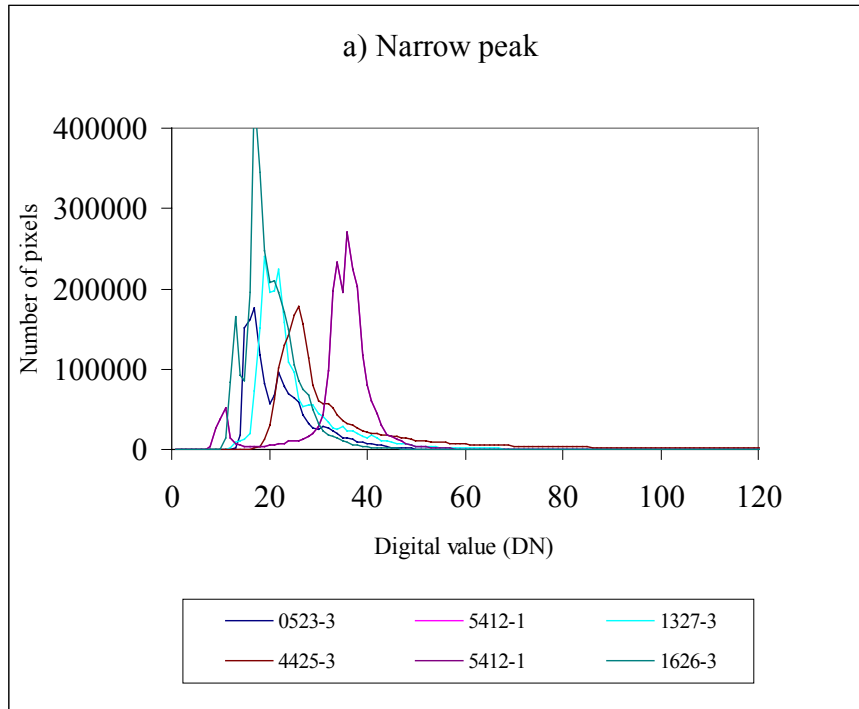 a) Narrow peak
400000
300000
200000
100000
0
Number of pixels
0 20 40 60 80 100 120
Digital value (DN)
0523-3 5412-1 1327-3
4425-3 5412-1 1626-3